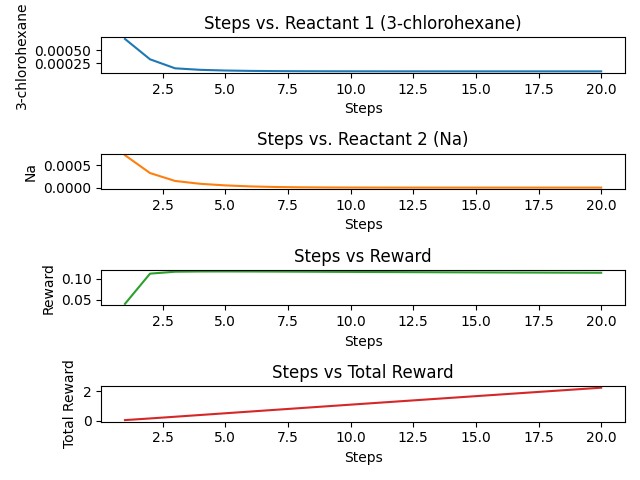 Steps vs. Reactant 1 (3-chlorohexane)
3-chlorohexane
0.00050
0.00025
2.5 5.0 7.5 10.0 12.5 15.0 17.5 20.0
Steps
Steps vs. Reactant 2 (Na)
Na
0.0005
0.0000
2.5 5.0 7.5 10.0 12.5 15.0 17.5 20.0
Steps
Steps vs Reward
Reward
0.10
0.05
2.5 5.0 7.5 10.0 12.5 15.0 17.5 20.0
Steps
Steps vs Total Reward
Total Reward
2
0
2.5 5.0 7.5 10.0 12.5 15.0 17.5 20.0
Steps